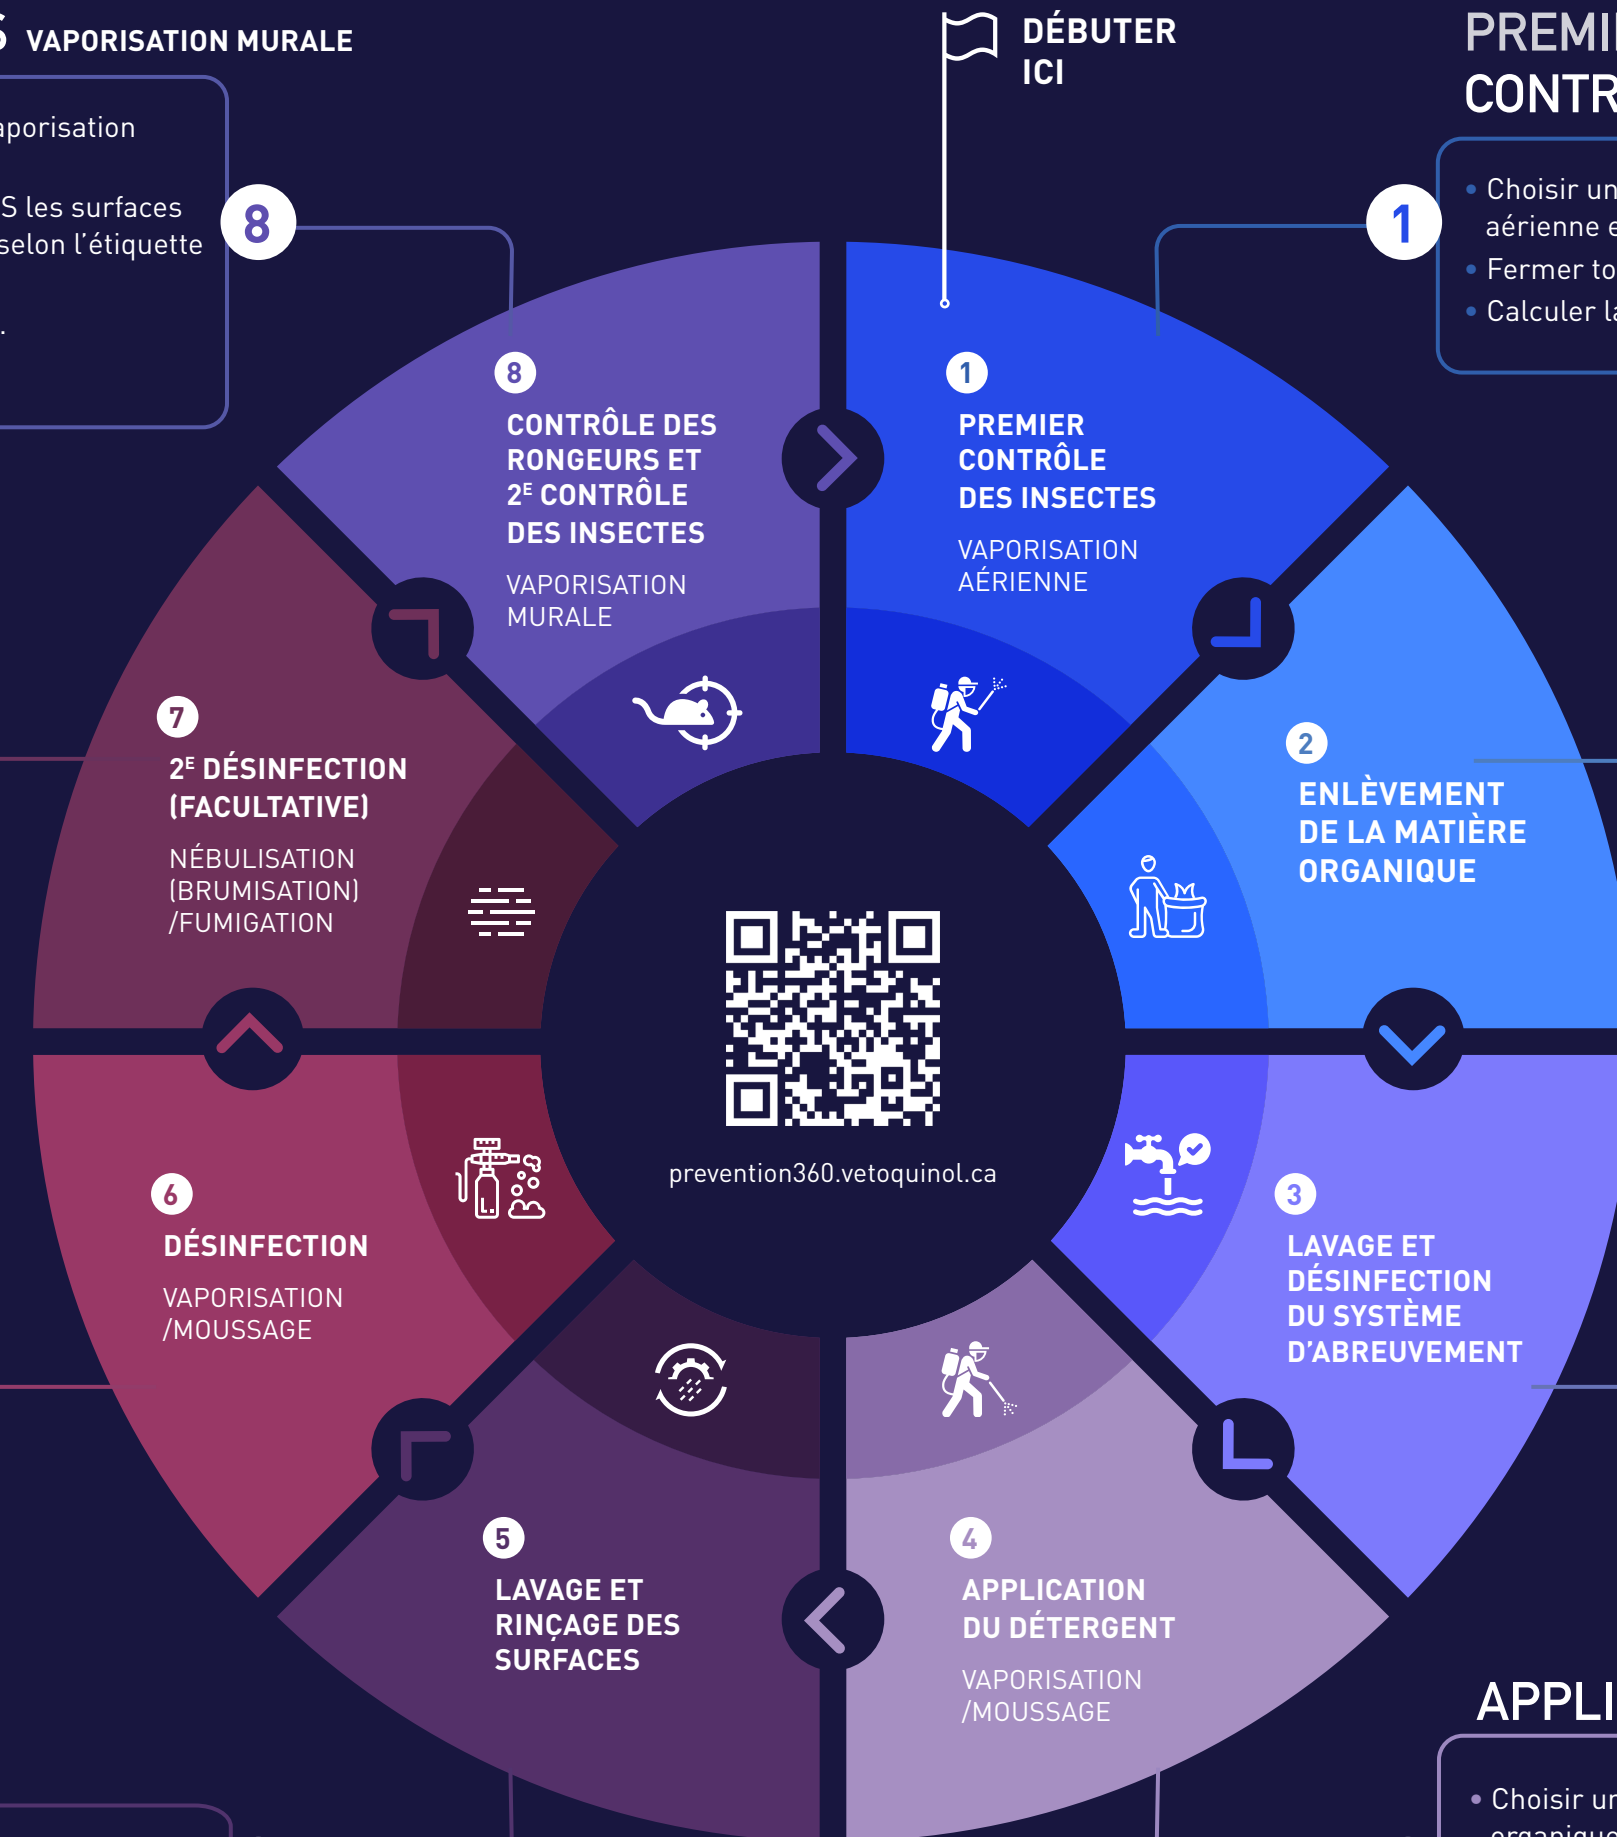 VAPORISATION MURALE
DÉBUTER
ICI
CONTR
S les surfaces
selon l'étiquette
8
1
• Choisir un
aérienne e
• Fermer to
• Calculer la
8
CONTRÔLE DES
RONGEURS ET
2E CONTRÔLE
DES INSECTES
VAPORISATION
MURALE
1
PREMIER
CONTRÔLE
DES INSECTES
VAPORISATION
AÉRIENNE
2
ENLÈVEMENT
DE LA MATIÈRE
ORGANIQUE
3
LAVAGE ET
DÉSINFECTION
DU SYSTÈME
D'ABREUVEMENT
4
APPLICATION
DU DÉTERGENT
VAPORISATION
/MOUSSAGE
5
LAVAGE ET
RINÇAGE DES
SURFACES
6
DÉSINFECTION
VAPORISATION
/MOUSSAGE
7
2E DÉSINFECTION
(FACULTATIVE)
NÉBULISATION
(BRUMISATION)
/FUMIGATION
prevention360.vetoquinol.ca
APPLI
• Choisir un